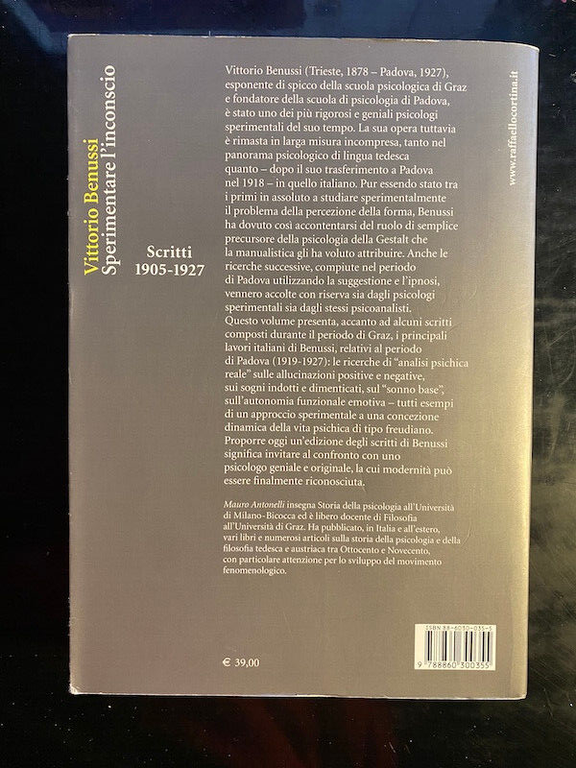 Vittorio Benussi
Sperimentare l'inconscio
Scritti
1905-1927
Vittorio Benussi (Trieste, 1878 – Padova, 1927),
esponente di spicco della scuola psicologica di Graz
e fondatore della scuola di psicologia di Padova,
è stato uno dei più rigorosi e geniali psicologi
sperimentali del suo tempo. La sua opera tuttavia
è rimasta in larga misura incompresa, tanto nel
panorama psicologico di lingua tedesca
quanto – dopo il suo trasferimento a Padova
nel 1918 – in quello italiano. Pur essendo stato tra
i primi in assoluto a studiare sperimentalmente
il problema della percezione della forma, Benussi
ha dovuto così accontentarsi del ruolo di semplice
precursore della psicologia della Gestalt che
la manualistica gli ha voluto attribuire. Anche le
ricerche successive, compiute nel periodo
di Padova utilizzando la suggestione e l'ipnosi,
vennero accolte con riserva sia dagli psicologi
sperimentali sia dagli stessi psicoanalisti.
Questo volume presenta, accanto ad alcuni scritti
composti durante il periodo di Graz, i principali
lavori italiani di Benussi, relativi al periodo
di Padova (1919-1927): le ricerche di “analisi psichica
reale” sulle allucinazioni positive e negative,
sui sogni indotti e dimenticati, sul “sonno base”,
sull'autonomia funzionale emotiva – tutti esempi
di un approccio sperimentale a una concezione
dinamica della vita psichica di tipo freudiano.
Proporre oggi un'edizione degli scritti di Benussi
significa invitare al confronto con uno
psicologo geniale e originale, la cui modernità può
essere finalmente riconosciuta.
Mauro Antonelli insegna Storia della psicologia all'Università
di Milano-Bicocca ed è libero docente di Filosofia
all'Università di Graz. Ha pubblicato, in Italia e all'estero,
vari libri e numerosi articoli sulla storia della psicologia e della
filosofia tedesca e austriaca tra Ottocento e Novecento,
con particolare attenzione per lo sviluppo del movimento
fenomenologico.
€ 39,00
www.raffaellocortina.it
ISBN 88-6030-035-5
9 788860 300355